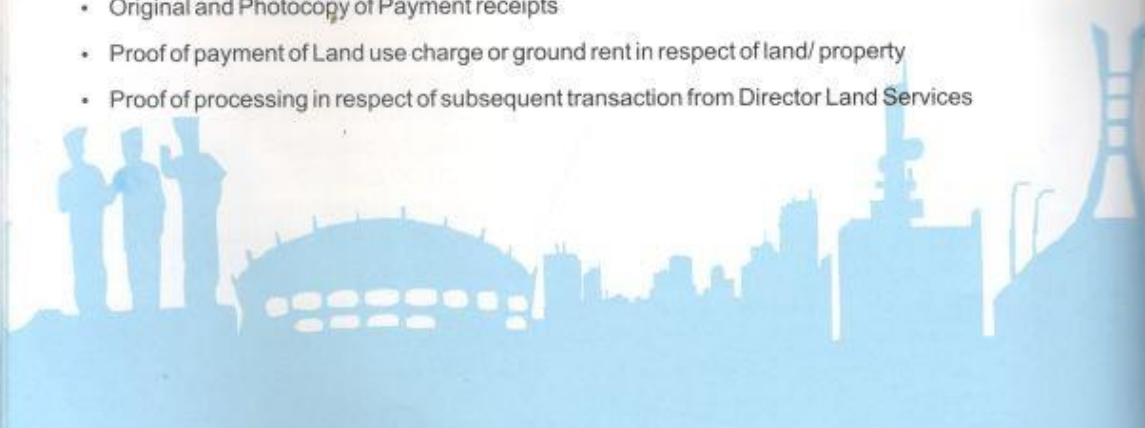 • Original and Photocopy of Payment receipts
• Proof of payment of Land use charge or ground rent in respect of land/ property
• Proof of processing in respect of subsequent transaction from Director Land Services